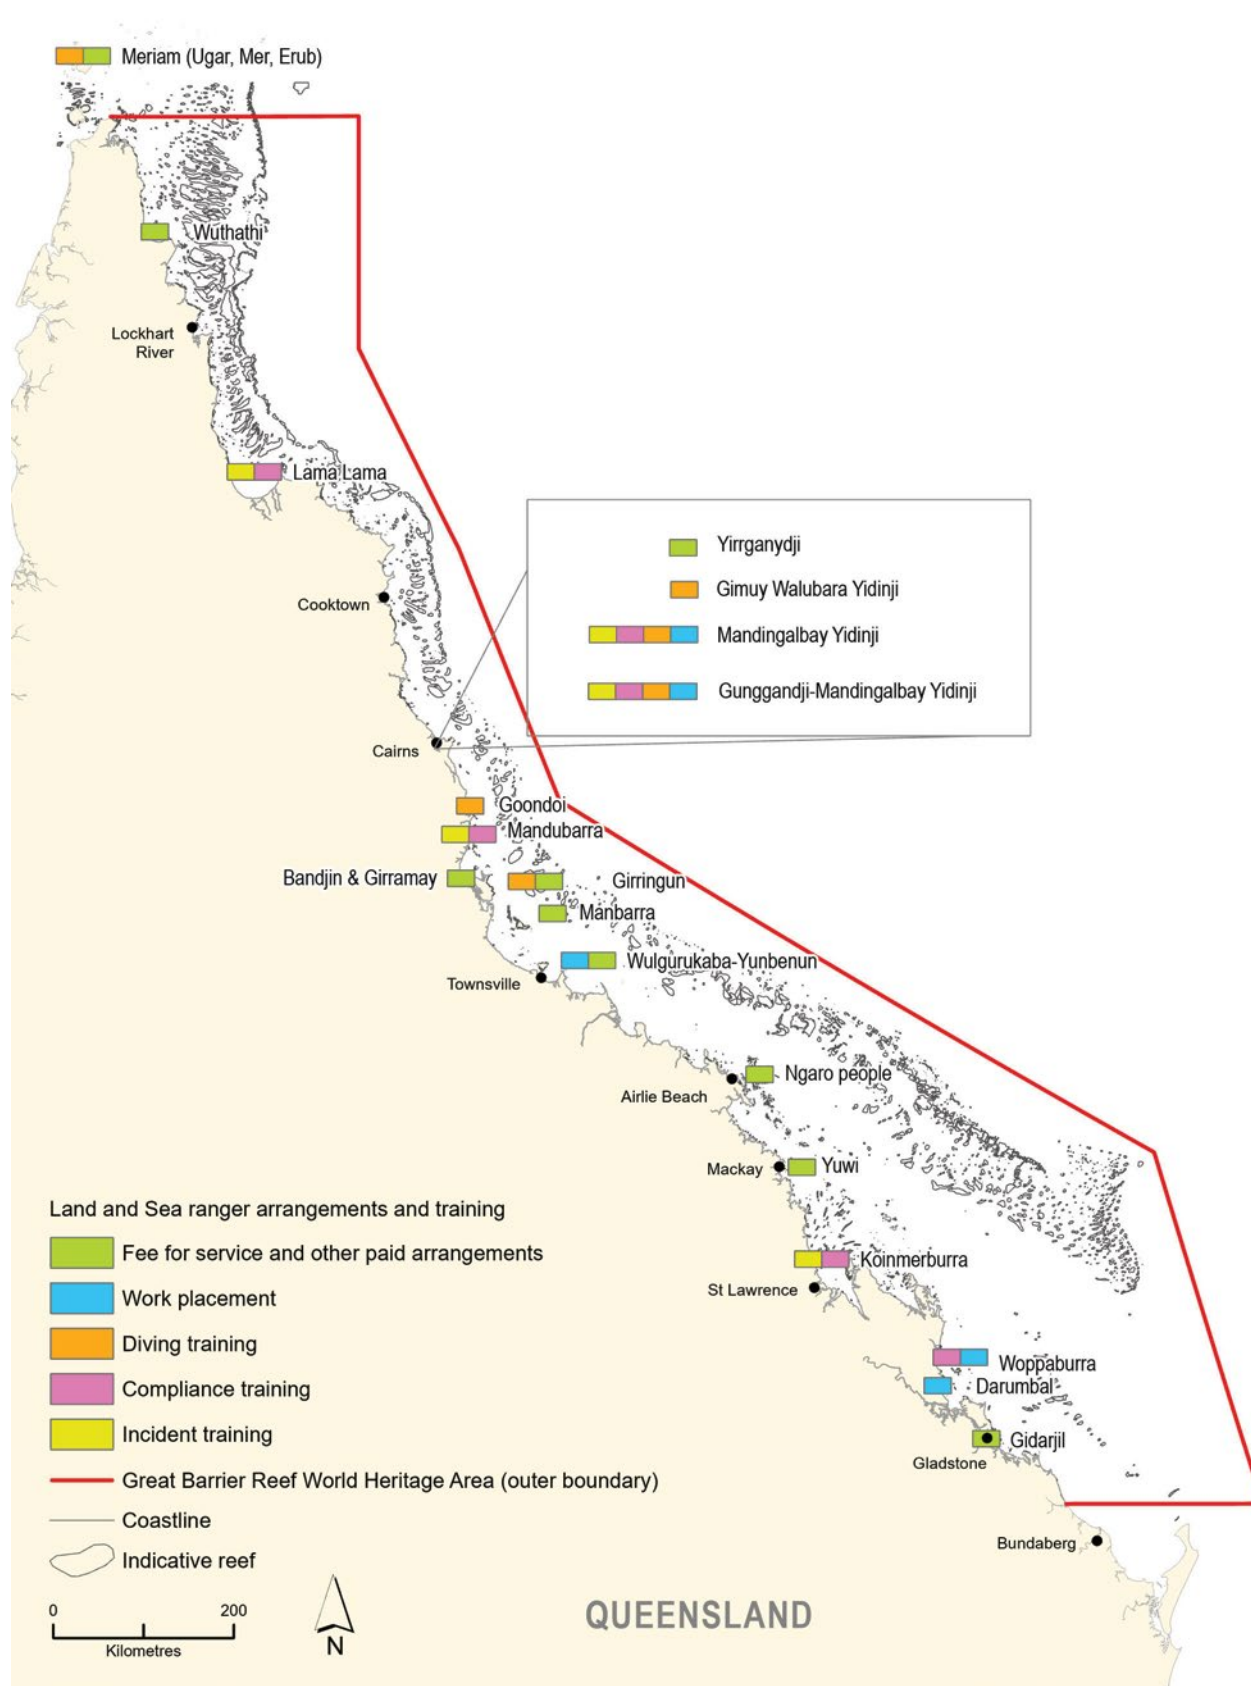 Meriam (Ugar, Mer, Erub)
Wuthathi
Lockhart
River
Lama Lama
Yirrganydji
Cooktown
Gimuy Walubara Yidinji
Mandingalbay Yidinji
Gunggandji-Mandingalbay Yidinji
Cairns
Goondoi
Mandubarra
Bandjin & Girramay
Girringun
Manbarra
Wulgurukaba-Yunbenun
Townsville
Ngaro people
Airlie Beach
Mackay
Yuwi
Koinmerburra
St Lawrence
Woppaburra
Darumbal
Gidarjil
Gladstone
Bundaberg
Land and Sea ranger arrangements and training
Fee for service and other paid arrangements
Work placement
Diving training
Compliance training
Incident training
Great Barrier Reef World Heritage Area (outer boundary)
Coastline
Indicative reef
0 200
Kilometres
N
QUEENSLAND